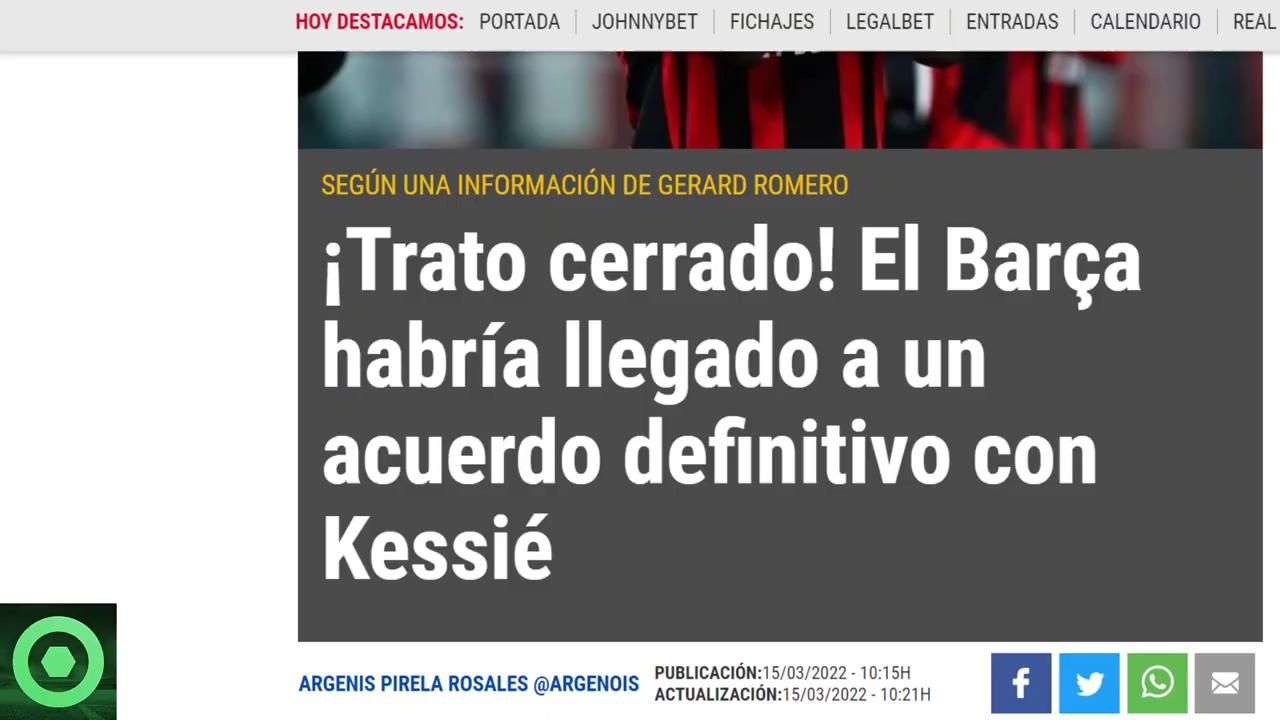 HOY DESTACAMOS: PORTADA JOHNNYBET FICHAJES LEGALBET ENTRADAS CALENDARIO REAL
SEGÚN UNA INFORMACIÓN DE GERARD ROMERO
¡Trato cerrado! El Barça
habría llegado a un
acuerdo definitivo con
Kessié
ARGENIS PIRELA ROSALES @ARGENOIS
PUBLICACIÓN:15/03/2022 - 10:15H
ACTUALIZACIÓN:15/03/2022 - 10:21H